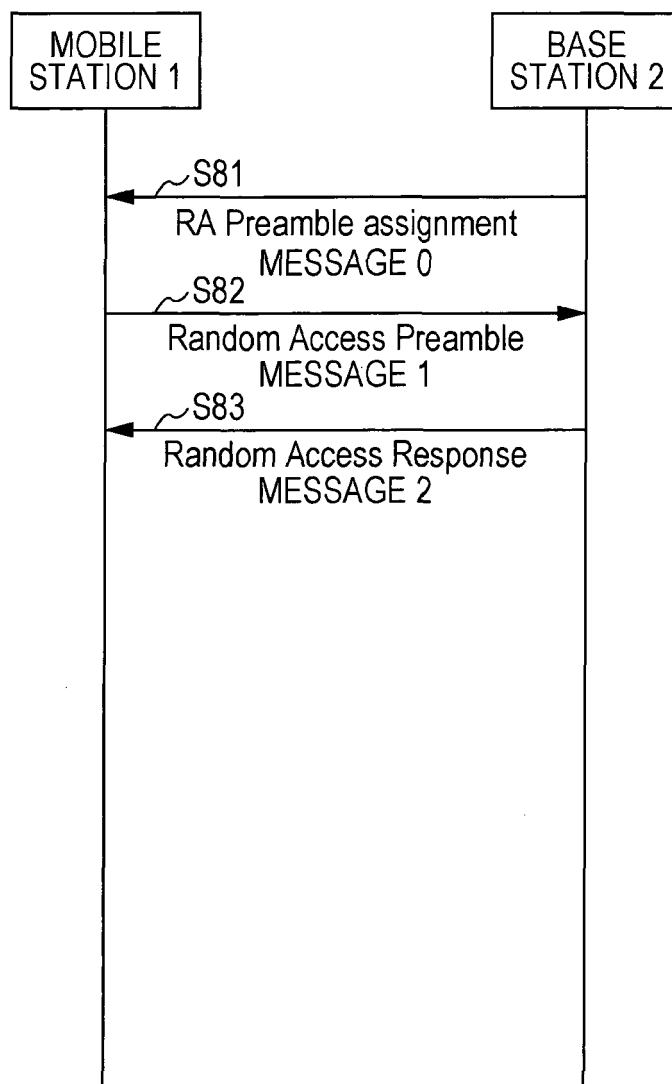 MOBILE
STATION 1
BASE
STATION 2
S81
RA Preamble assignment
MESSAGE 0
S82
Random Access Preamble
MESSAGE 1
S83
Random Access Response
MESSAGE 2